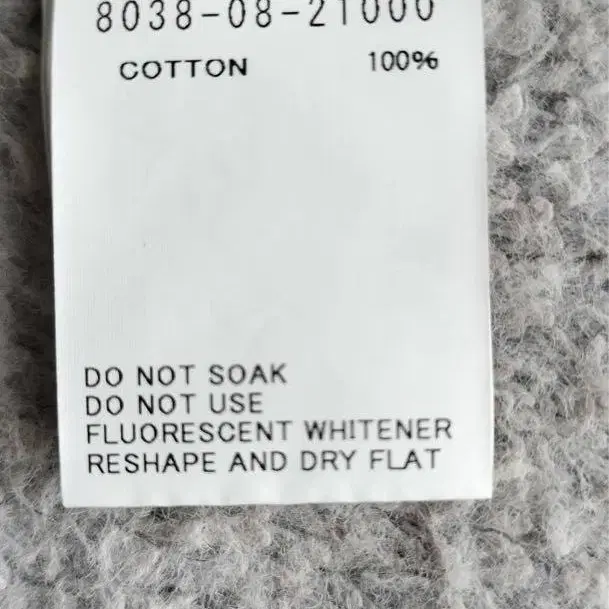 8038-08-21000
COTTON 100%
DO NOT SOAK
DO NOT USE
FLUORESCENT WHITENER
RESHAPE AND DRY FLAT